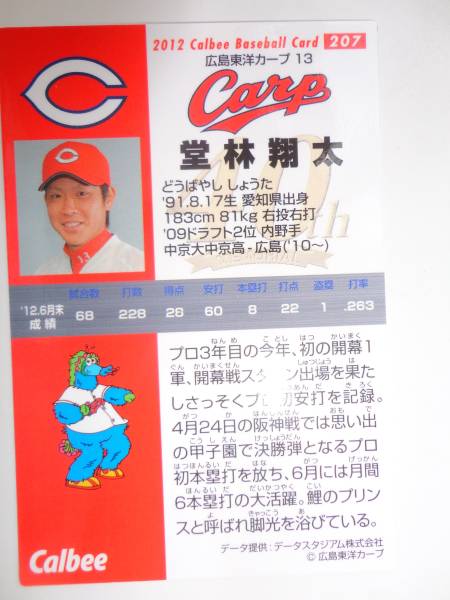 2012 Calbee Baseball Card 207
広島東洋カープ 13
Carp
堂林翔太
どうばやし しょうた
'91.8.17生 愛知県出身
183cm 81kg 右投右打
'09ドラフト2位 内野手
中京大中京高-広島('10~)
試合数 打数 得点 安打 本塁打 打点 盗塁 打率
'12.6月末成績 68 228 26 60 8 22 1 .263
プロ3年目の今年、初の開幕1
軍、開幕戦スタメン出場を果た
しさっそくプロ初安打を記録。
4月24日の阪神戦では思い出
の甲子園で決勝弾となるプロ
初本塁打を放ち、6月には月間
6本塁打の大活躍。鯉のプリン
スと呼ばれ脚光を浴びている。
データ提供:データスタジアム株式会社
© 広島東洋カープ
Calbee